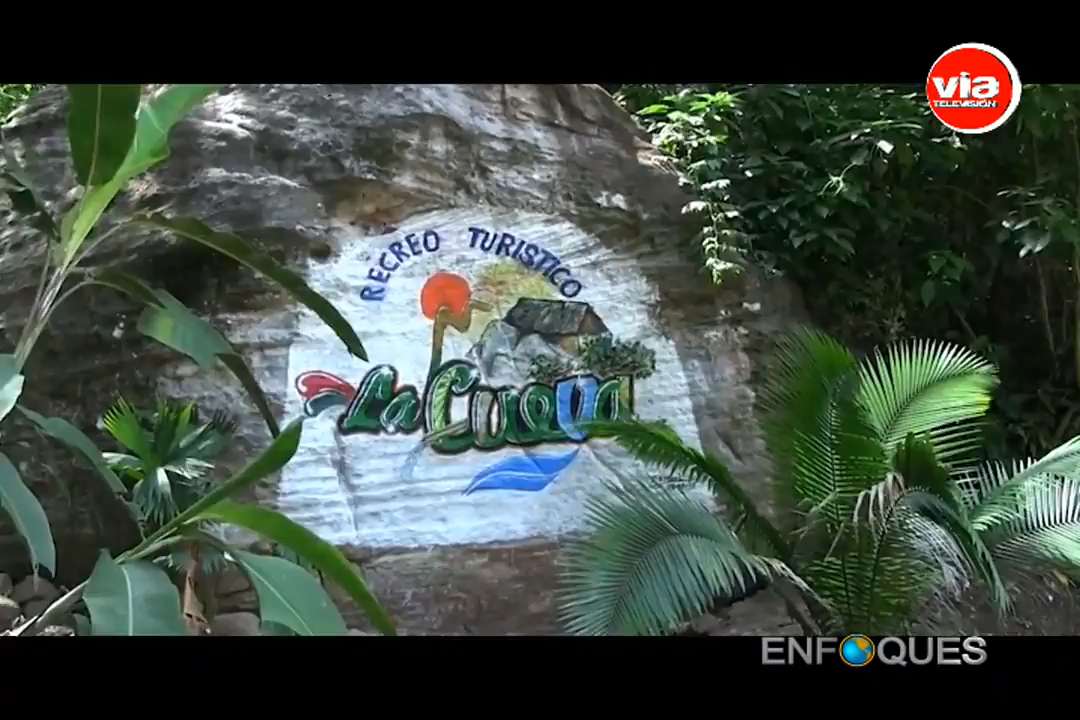 via
TELEVISIÓN
RECREO TURISTICO
La Cueva
ENFOQUES